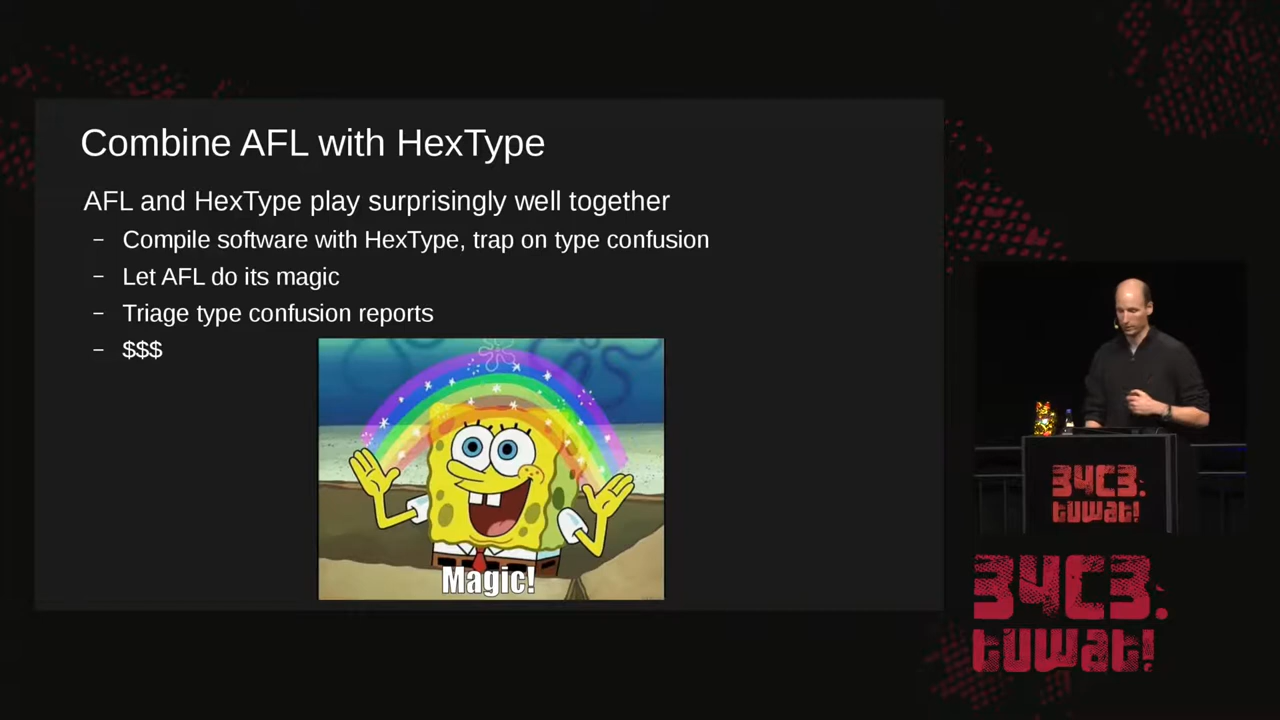 Combine AFL with HexType
AFL and HexType play surprisingly well together
– Compile software with HexType, trap on type confusion
– Let AFL do its magic
– Triage type confusion reports
– $$$
Magic!
34C3.
tuwat!
34C3.
tuwat!